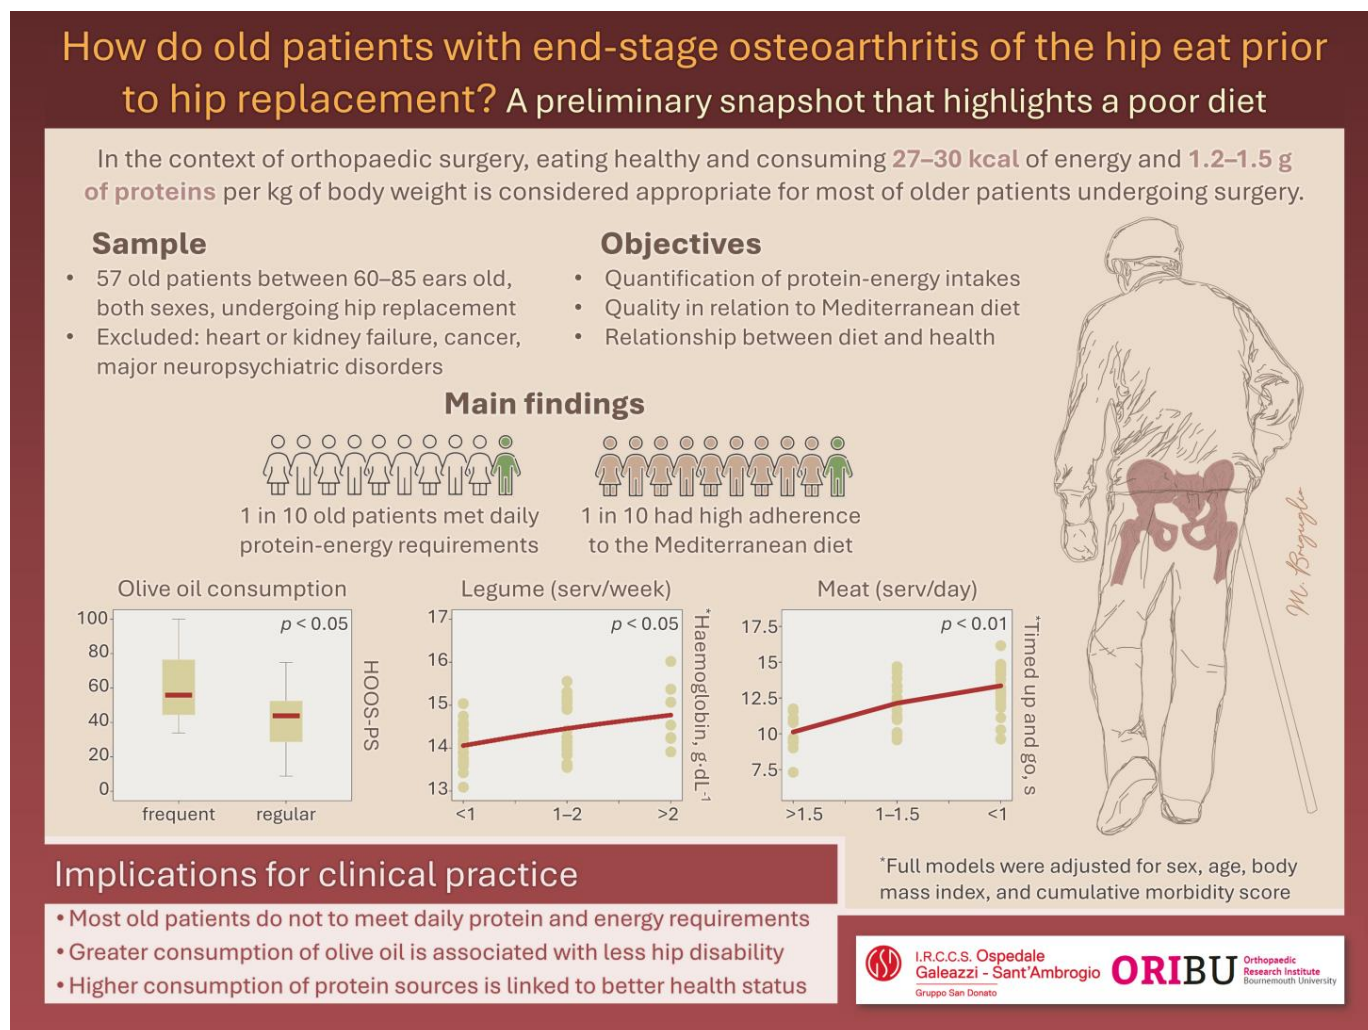 How do old patients with end-stage osteoarthritis of the hip eat prior
to hip replacement? A preliminary snapshot that highlights a poor diet
In the context of orthopaedic surgery, eating healthy and consuming 27–30 kcal of energy and 1.2–1.5 g
of proteins per kg of body weight is considered appropriate for most of older patients undergoing surgery.
Sample
• 57 old patients between 60–85 ears old,
both sexes, undergoing hip replacement
• Excluded: heart or kidney failure, cancer,
major neuropsychiatric disorders
Objectives
• Quantification of protein-energy intakes
• Quality in relation to Mediterranean diet
• Relationship between diet and health
Main findings
1 in 10 old patients met daily
protein-energy requirements
1 in 10 had high adherence
to the Mediterranean diet
Olive oil consumption
p < 0.05
100
80
60
40
20
0
frequent regular
HOOS-PS
Legume (serv/week)
p < 0.05
17
16
15
14
13
<1 1–2 >2
*Haemoglobin, g·dL-1
Meat (serv/day)
p < 0.01
17.5
15
12.5
10
7.5
>1.5 1–1.5 <1
*Timed up and go, s
M. Briguglio
*Full models were adjusted for sex, age, body
mass index, and cumulative morbidity score
Implications for clinical practice
• Most old patients do not to meet daily protein and energy requirements
• Greater consumption of olive oil is associated with less hip disability
• Higher consumption of protein sources is linked to better health status
I.R.C.C.S. Ospedale
Galeazzi - Sant'Ambrogio
Gruppo San Donato
ORIBU
Orthopaedic
Research Institute
Bournemouth University